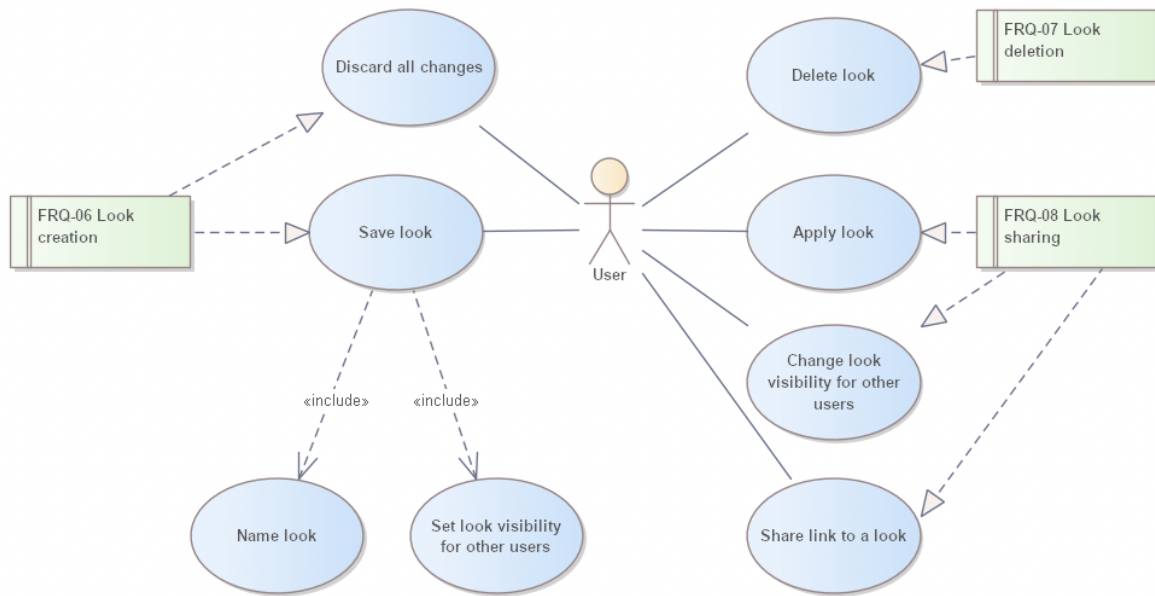 Discard all changes
Delete look
FRQ-07 Look
deletion
FRQ-06 Look
creation
Save look
User
Apply look
FRQ-08 Look
sharing
Change look
visibility for other
users
«include»
«include»
Name look
Set look visibility
for other users
Share link to a look